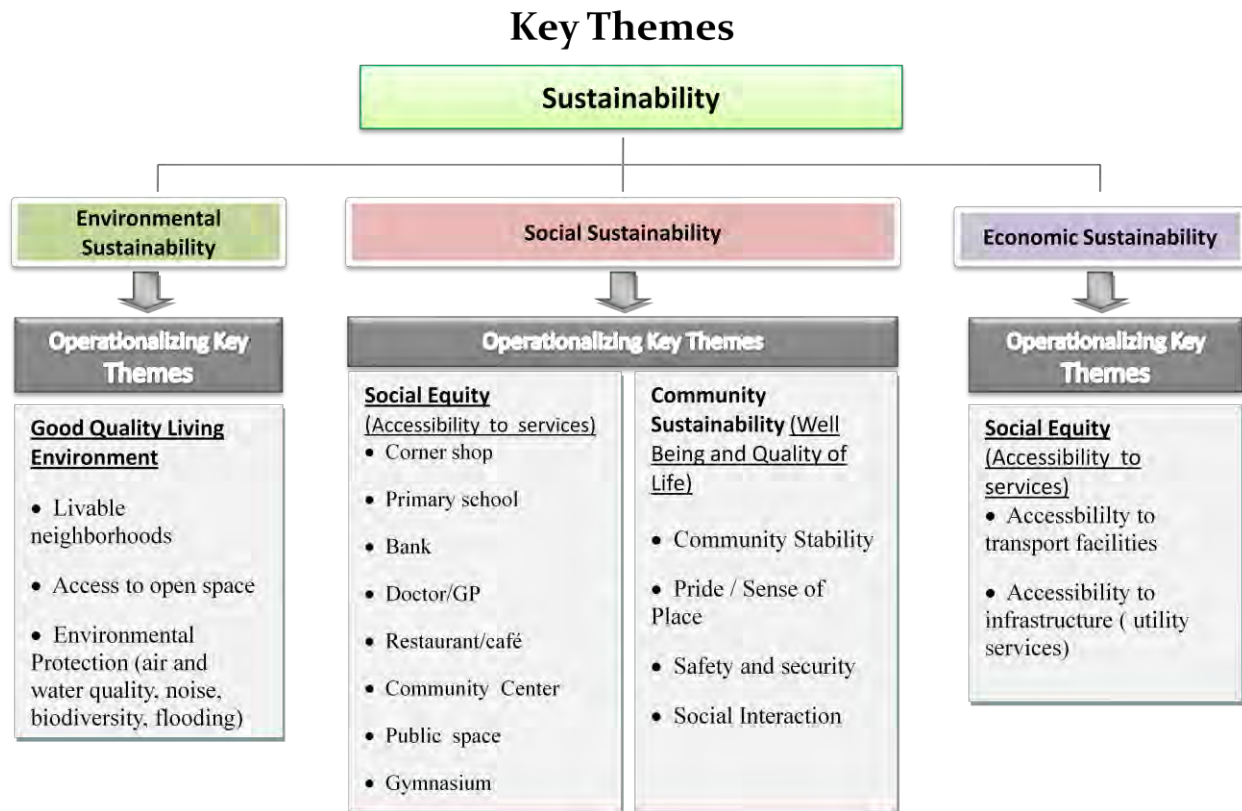 Key Themes
Sustainability
Environmental
Sustainability
Social Sustainability
Economic Sustainability
Operationalizing Key
Themes
Operationalizing Key Themes
Operationalizing Key
Themes
Good Quality Living
Environment
• Livable
neighborhoods
• Access to open space
• Environmental
Protection (air and
water quality, noise,
biodiversity, flooding)
Social Equity
(Accessibility to services)
• Corner shop
• Primary school
• Bank
• Doctor/GP
• Restaurant/café
• Community Center
• Public space
• Gymnasium
Community
Sustainability (Well
Being and Quality of
Life)
• Community Stability
• Pride / Sense of
Place
• Safety and security
• Social Interaction
Social Equity
(Accessibility to
services)
• Accessbililty to
transport facilities
• Accessibility to
infrastructure ( utility
services)